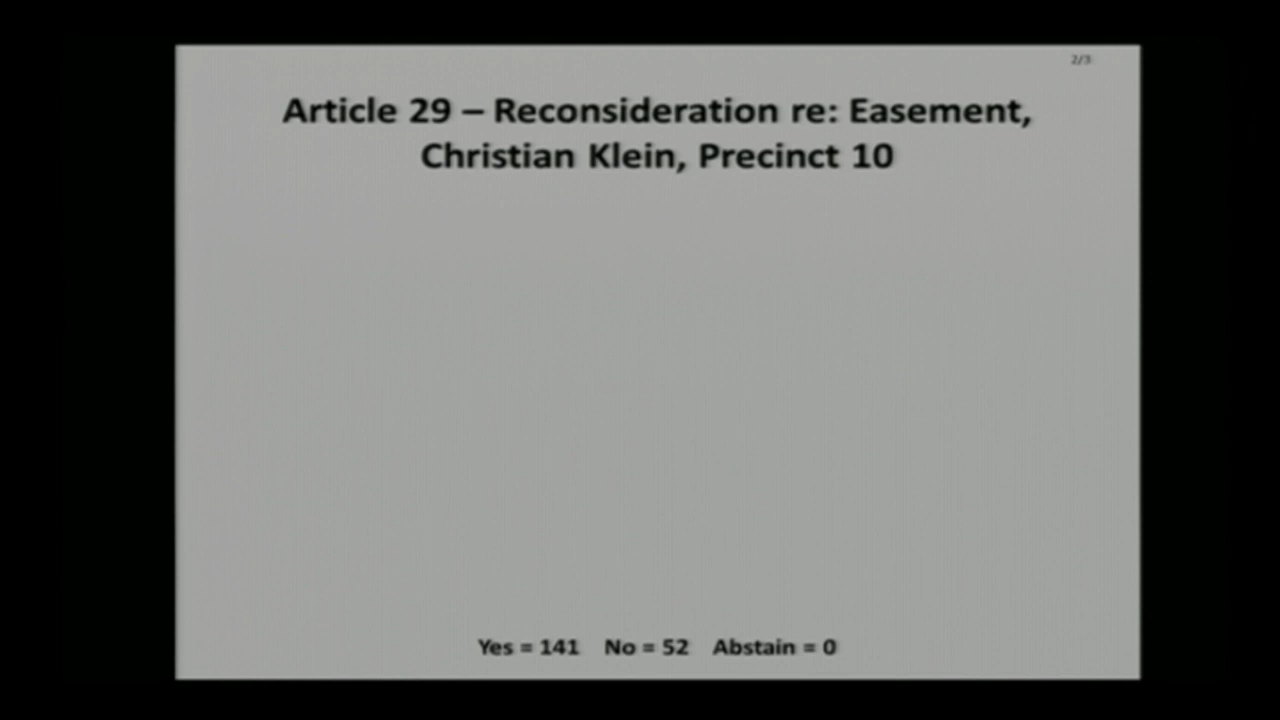 2/3
Article 29 – Reconsideration re: Easement,
Christian Klein, Precinct 10
Yes = 141 No = 52 Abstain = 0